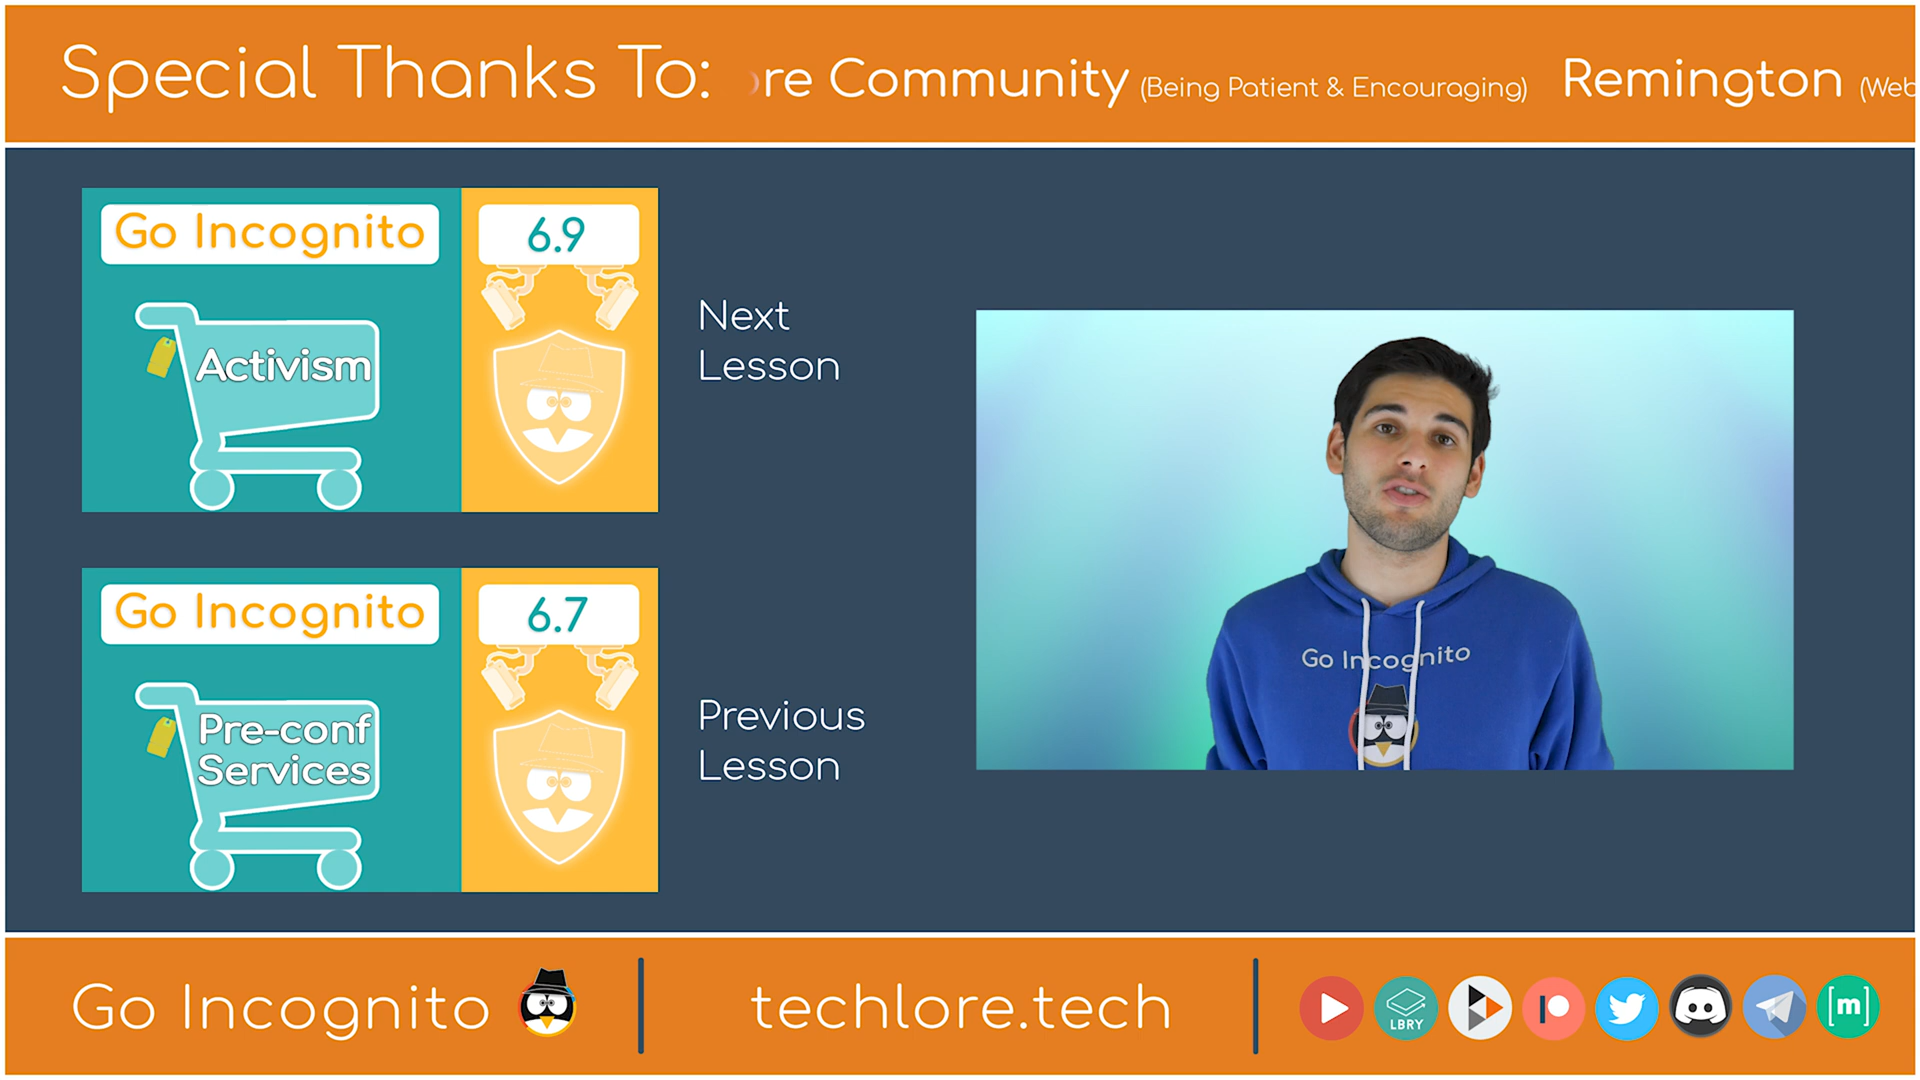 Special Thanks To: re Community (Being Patient & Encouraging) Remington (Web
Go Incognito
6.9
Activism
Next
Lesson
Go Incognito
6.7
Pre-conf
Services
Previous
Lesson
Go Incognito
Go Incognito
techlore.tech
LBRY
[m]